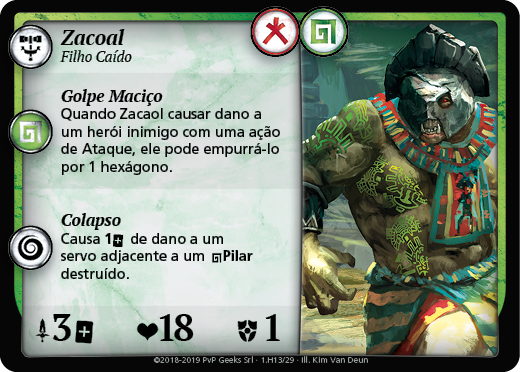 Zacoal
Filho Caído
Golpe Maciço
Quando Zacaol causar dano a
um herói inimigo com uma ação
de Ataque, ele pode empurrá-lo
por 1 hexágono.
Colapso
Causa 1 de dano a um
servo adjacente a um Pilar
destruído.
3 18 1
©2018-2019 PvP Geeks Srl · 1.H13/29 · Ill. Kim Van Deun